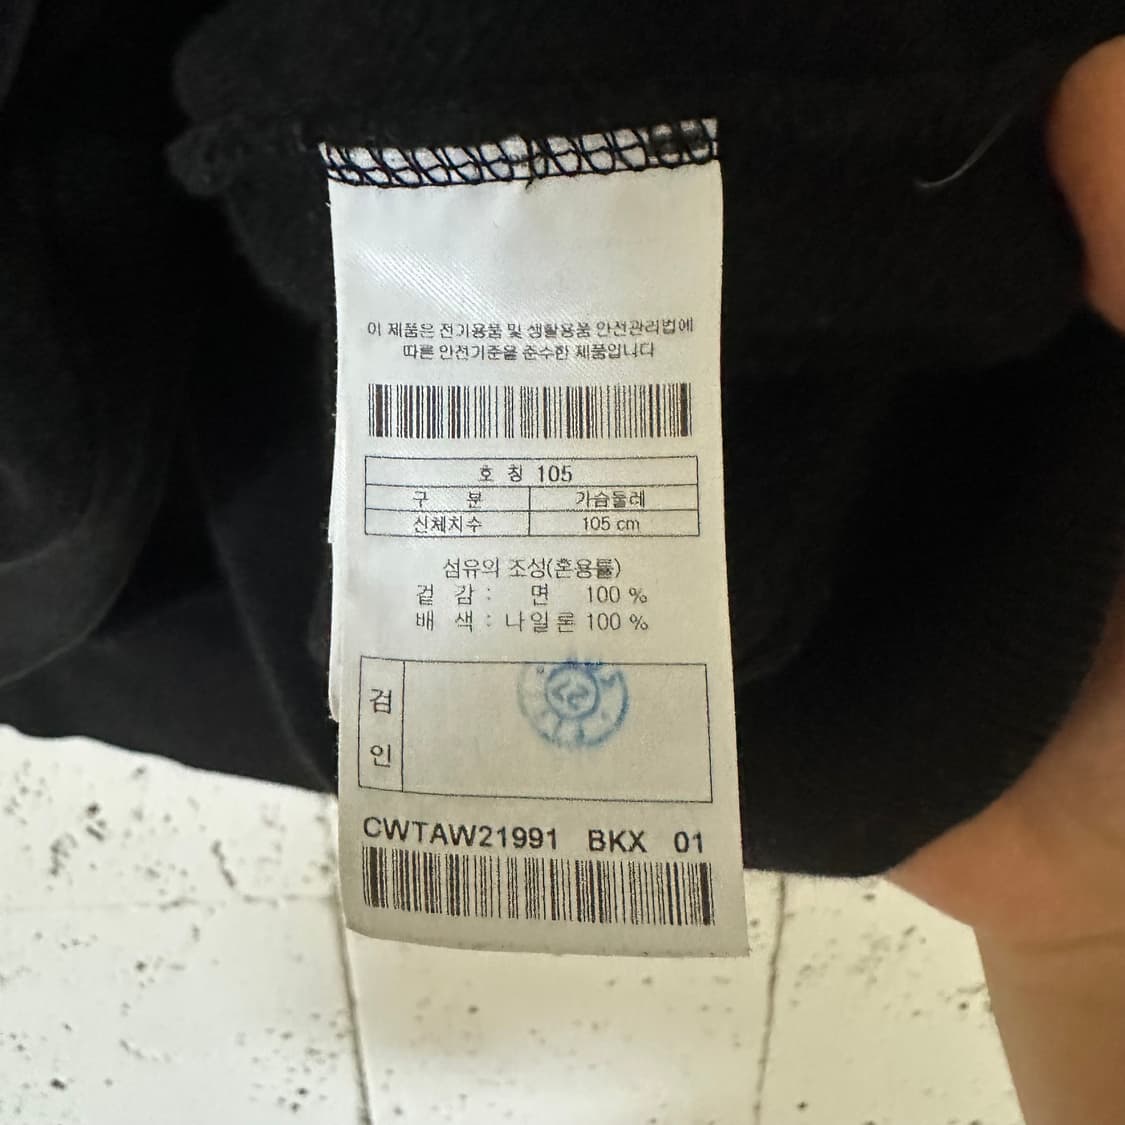 이 제품은 전기용품 및 생활용품 안전관리법에
따른 안전기준을 준수한 제품입니다
호 칭 105
구 분 가슴둘레
신체치수 105 cm
섬유의 조성(혼용률)
겉 감 : 면 100 %
배 색 : 나일론 100 %
검
인
CWTAW21991 BKX 01